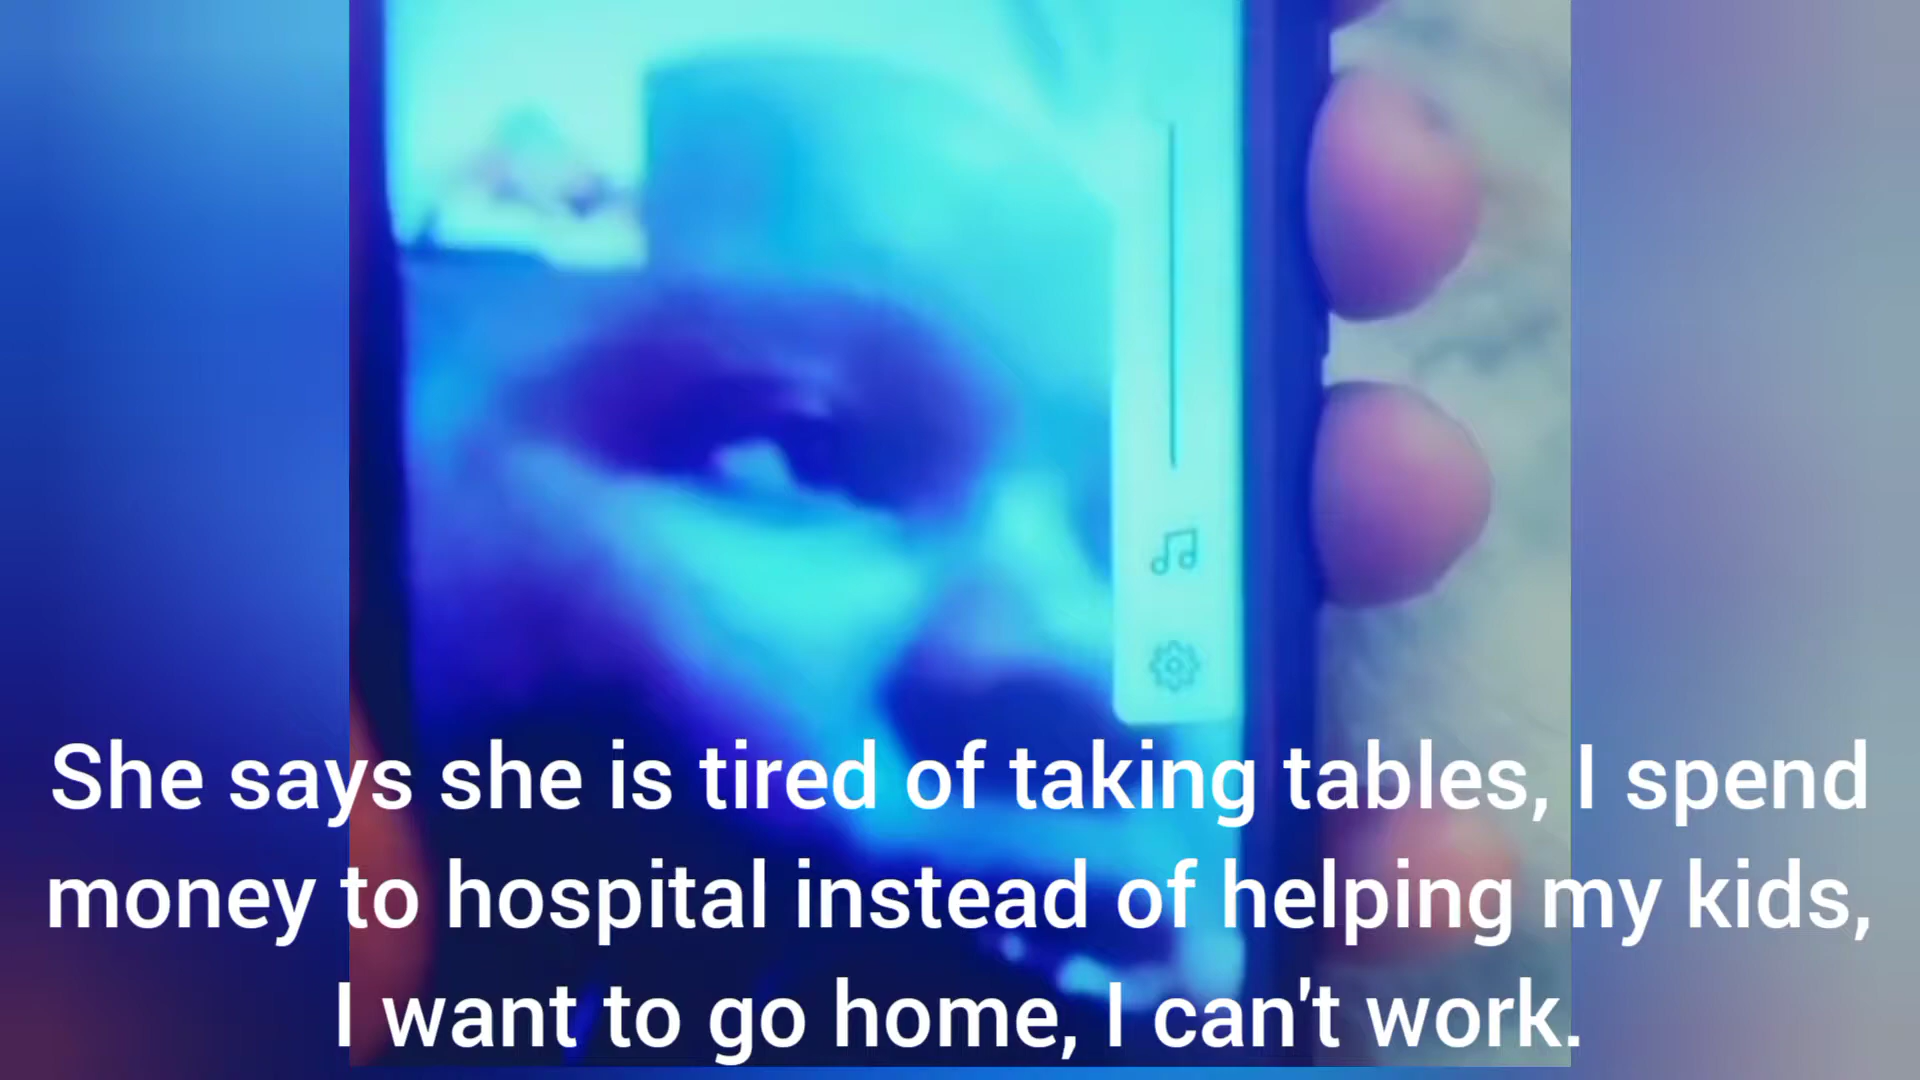 She says she is tired of taking tables, I spend
money to hospital instead of helping my kids,
I want to go home, I can't work.